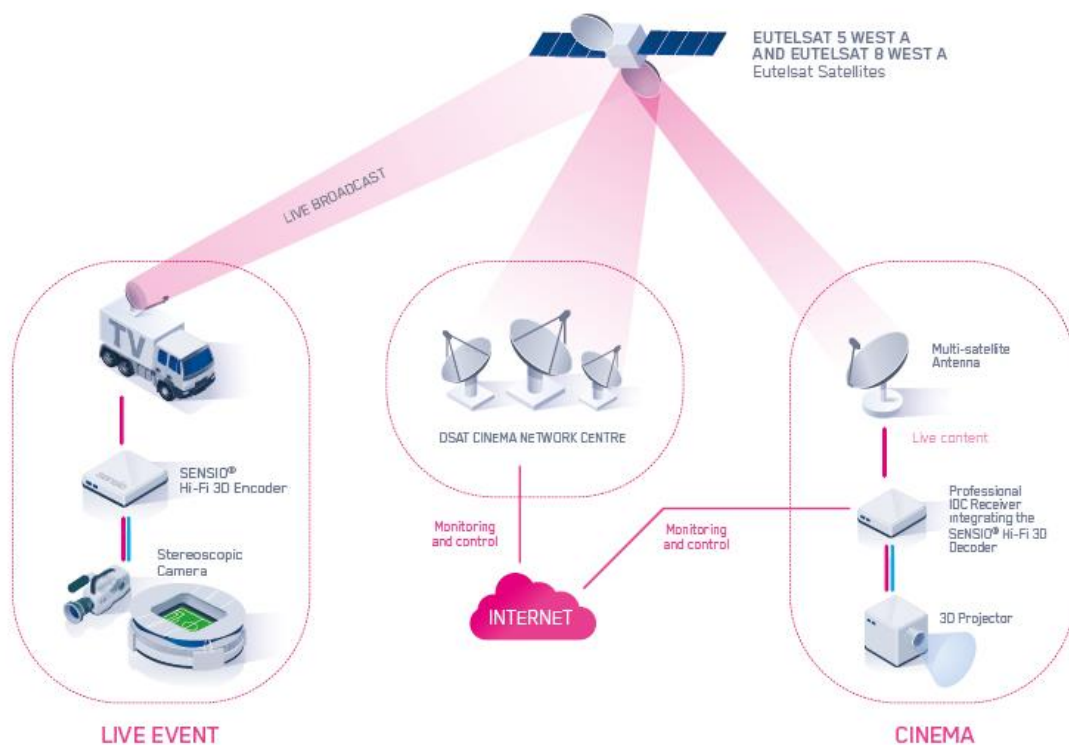 EUTELSAT 5 WEST A
AND EUTELSAT 8 WEST A
Eutelsat Satellites
LIVE BROADCAST
TV
SENSIO®
Hi-Fi 3D Encoder
sensio
Stereoscopic
Camera
LIVE EVENT
DSAT CINEMA NETWORK CENTRE
Monitoring
and control
INTERNET
Monitoring
and control
Multi-satellite
Antenna
Live content
Professional
IDC Receiver
integrating the
SENSIO® Hi-Fi 3D
Decoder
3D Projector
CINEMA